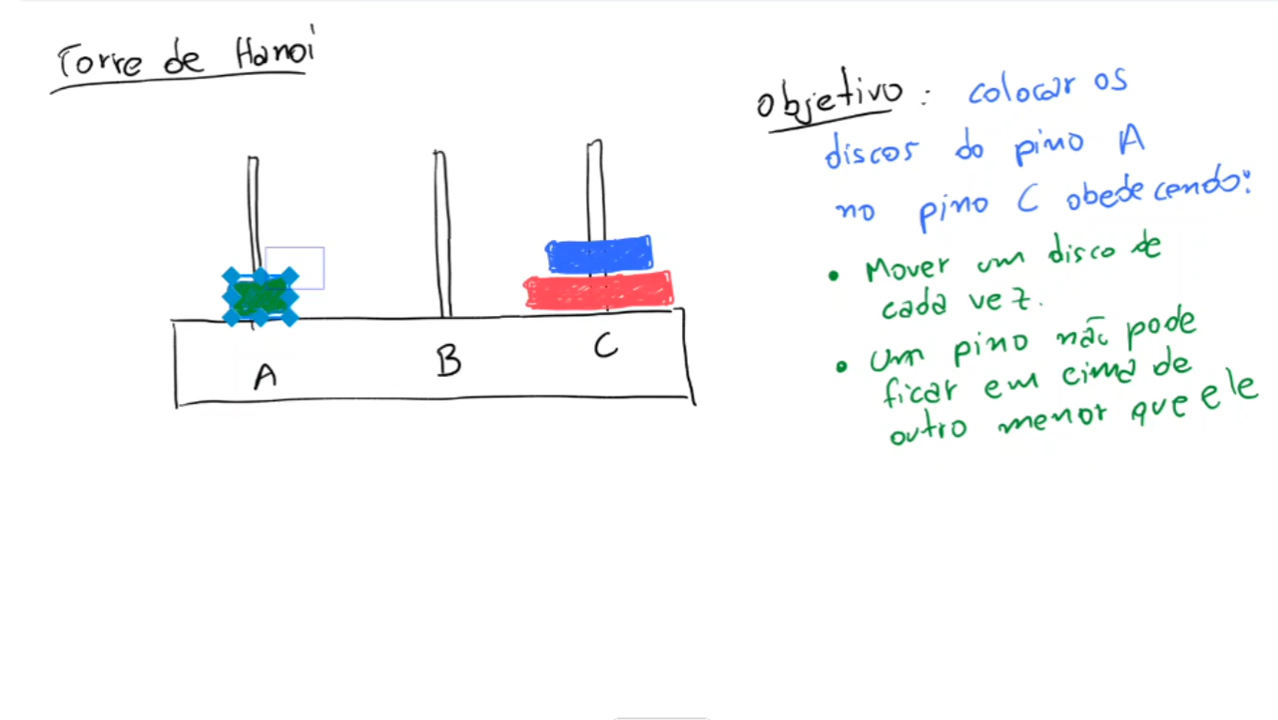 Torre de Hanoi
Objetivo: colocar os
discos do pino A
no pino C obedecendo:
• Mover um disco de
cada vez.
• Um pino não pode
ficar em cima de
outro menor que ele
A
B
C